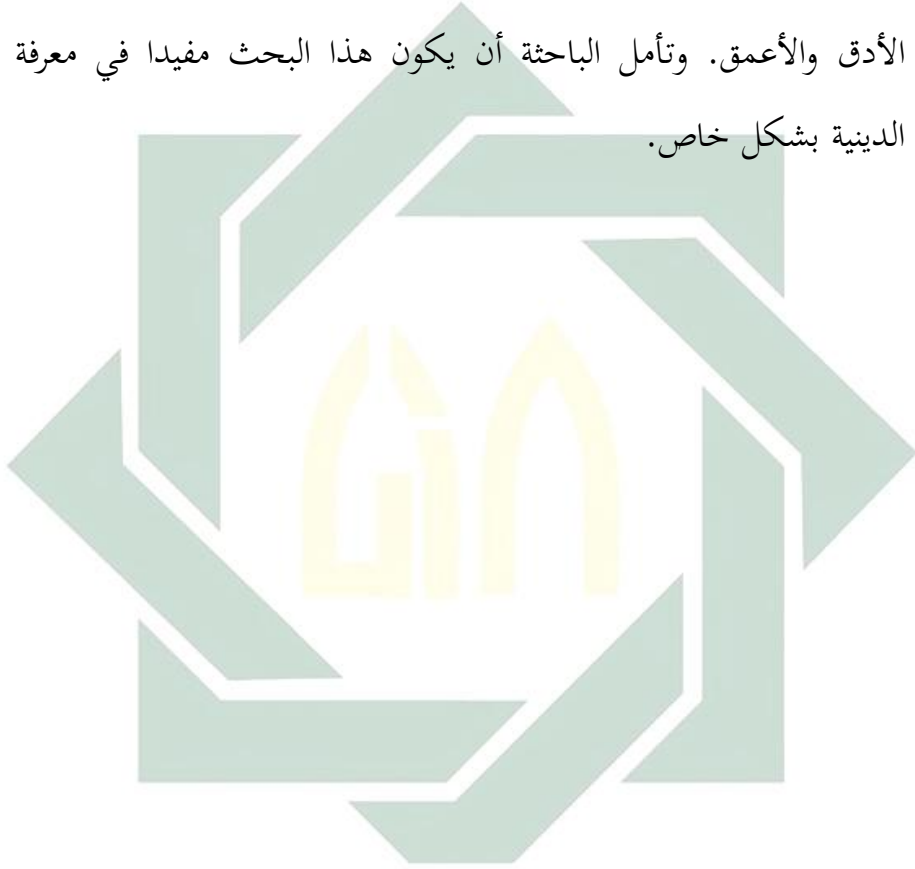 الأدق والأعمق. وتأمل الباحثة أن يكون هذا البحث مفيدا في معرفة
الدينية بشكل خاص.